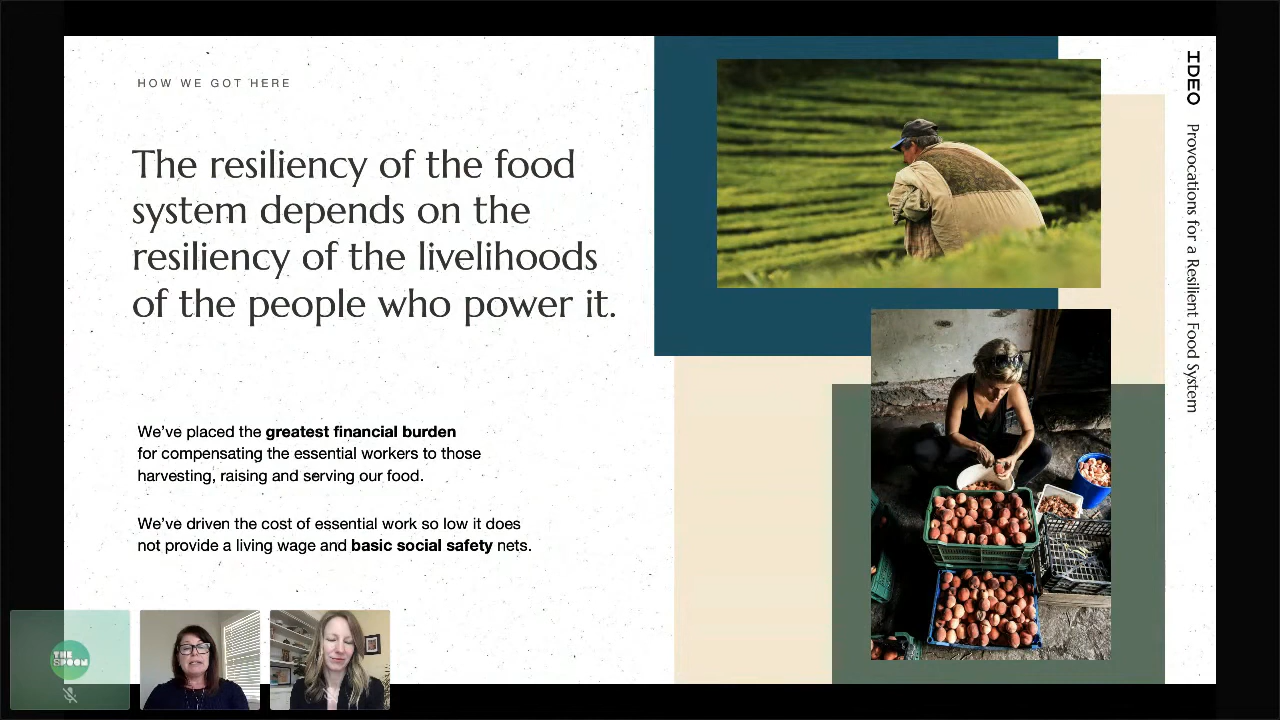 HOW WE GOT HERE
The resiliency of the food
system depends on the
resiliency of the livelihoods
of the people who power it.
We've placed the greatest financial burden
for compensating the essential workers to those
harvesting, raising and serving our food.
We've driven the cost of essential work so low it does
not provide a living wage and basic social safety nets.
IDEO Provocations for a Resilient Food System
THE
SPOON